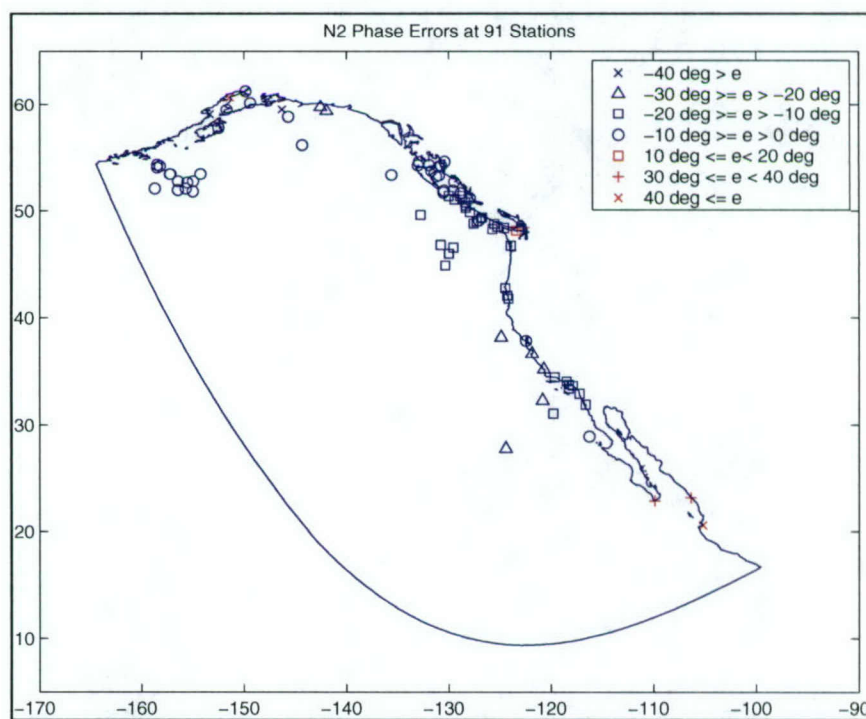 N2 Phase Errors at 91 Stations
-40 deg > e
-30 deg >= e > -20 deg
-20 deg >= e > -10 deg
-10 deg >= e > 0 deg
10 deg <= e< 20 deg
30 deg <= e < 40 deg
40 deg <= e
60
50
40
30
20
10
-170 -160 -150 -140 -130 -120 -110 -100 -90